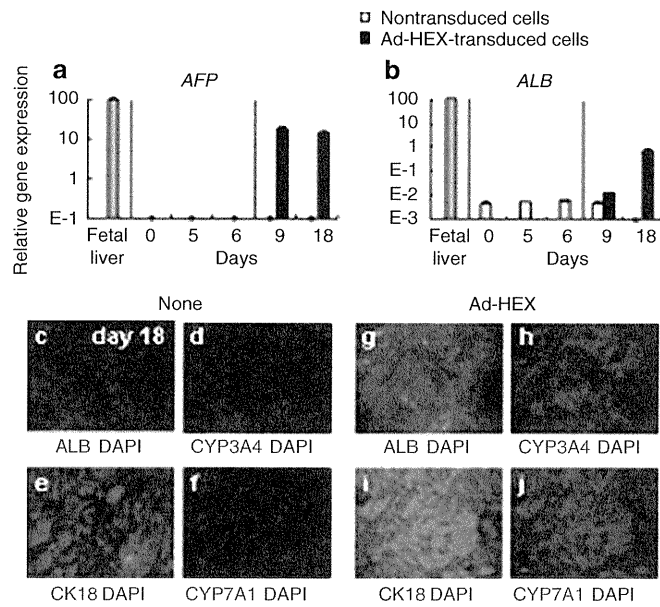 Nontransduced cells
Ad-HEX-transduced cells
a
AFP
Relative gene expression
100
10
1
E-1
Fetal liver
0
5
6
9
18
Days
b
ALB
100
10
1
E-2
E-3
E-2
E-3
Fetal liver
0
5
6
9
18
Days
None
Ad-HEX
c
day 18
d
g
h
ALB DAPI
CYP3A4 DAPI
ALB DAPI
CYP3A4 DAPI
e
f
i
j
CK18 DAPI
CYP7A1 DAPI
CK18 DAPI
CYP7A1 DAPI